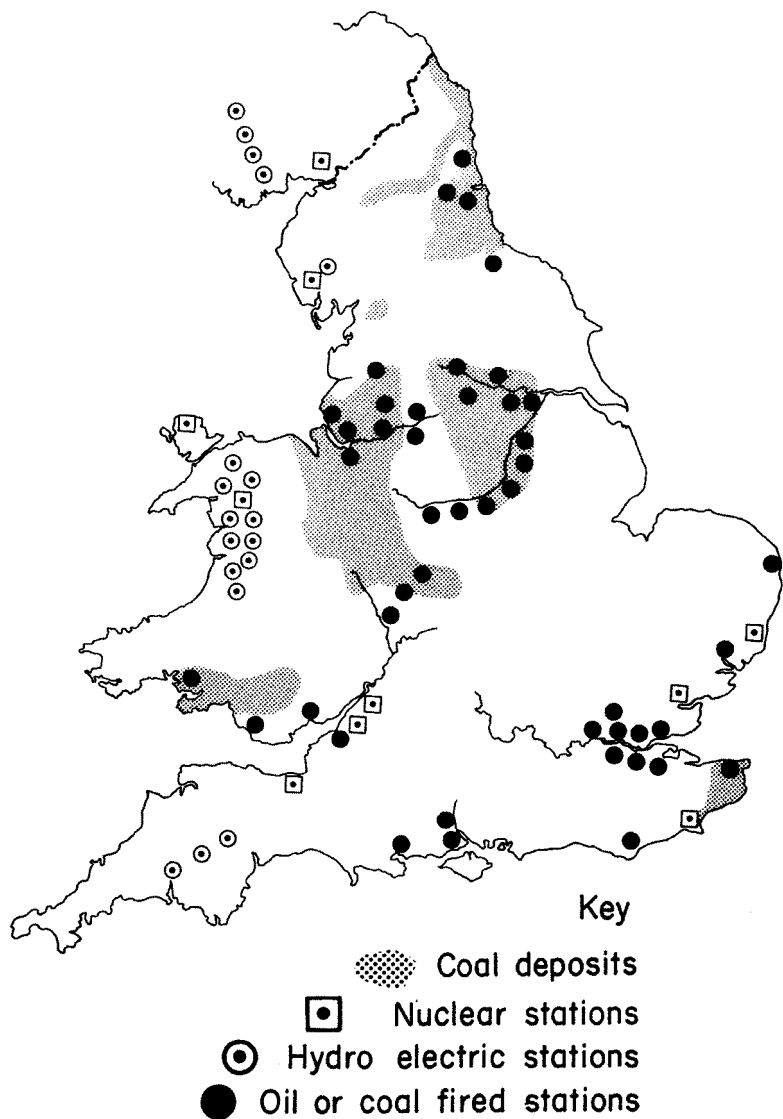 Key
Coal deposits
Nuclear stations
Hydro electric stations
Oil or coal fired stations